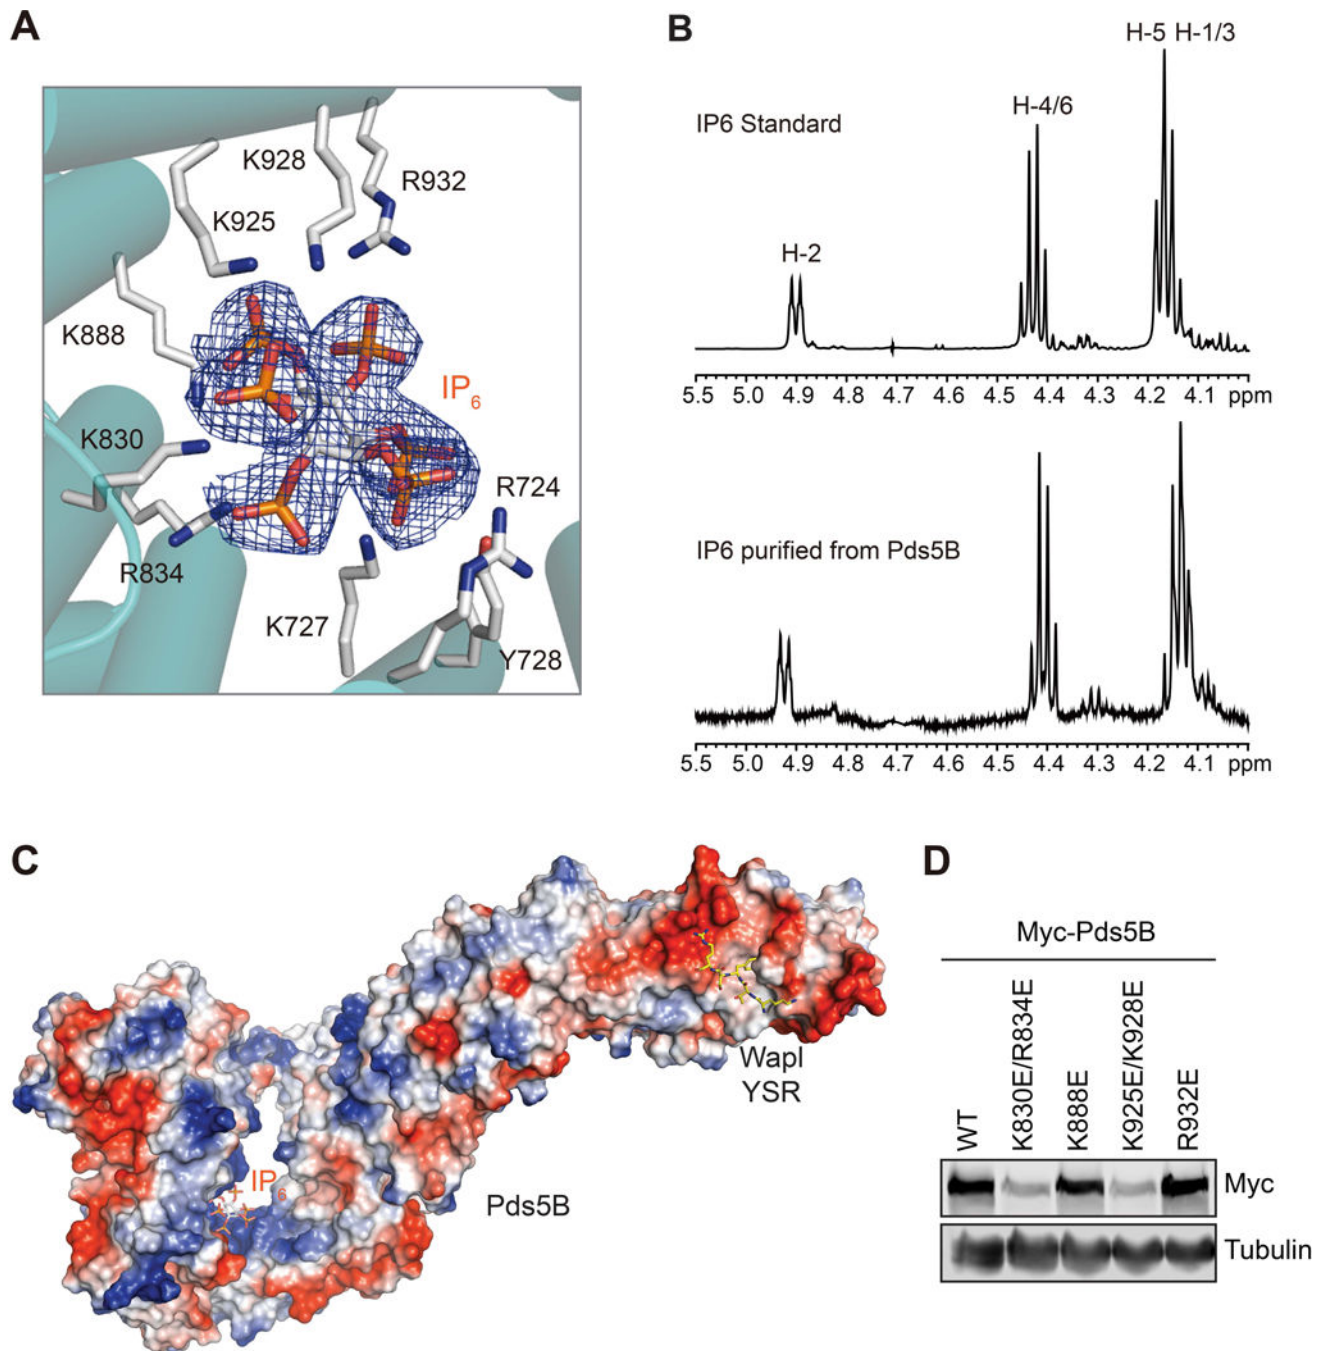 A
K928
R932
K925
K888
IP6
K830
R724
R834
K727
Y728
B
H-5 H-1/3
H-4/6
IP6 Standard
H-2
5.5 5.0 4.9 4.8 4.7 4.6 4.5 4.4 4.3 4.2 4.1 ppm
IP6 purified from Pds5B
5.5 5.0 4.9 4.8 4.7 4.6 4.5 4.4 4.3 4.2 4.1 ppm
C
Wapl
YSR
IP6
Pds5B
D
Myc-Pds5B
WT
K830E/R834E
K888E
K925E/K928E
R932E
Myc
Tubulin